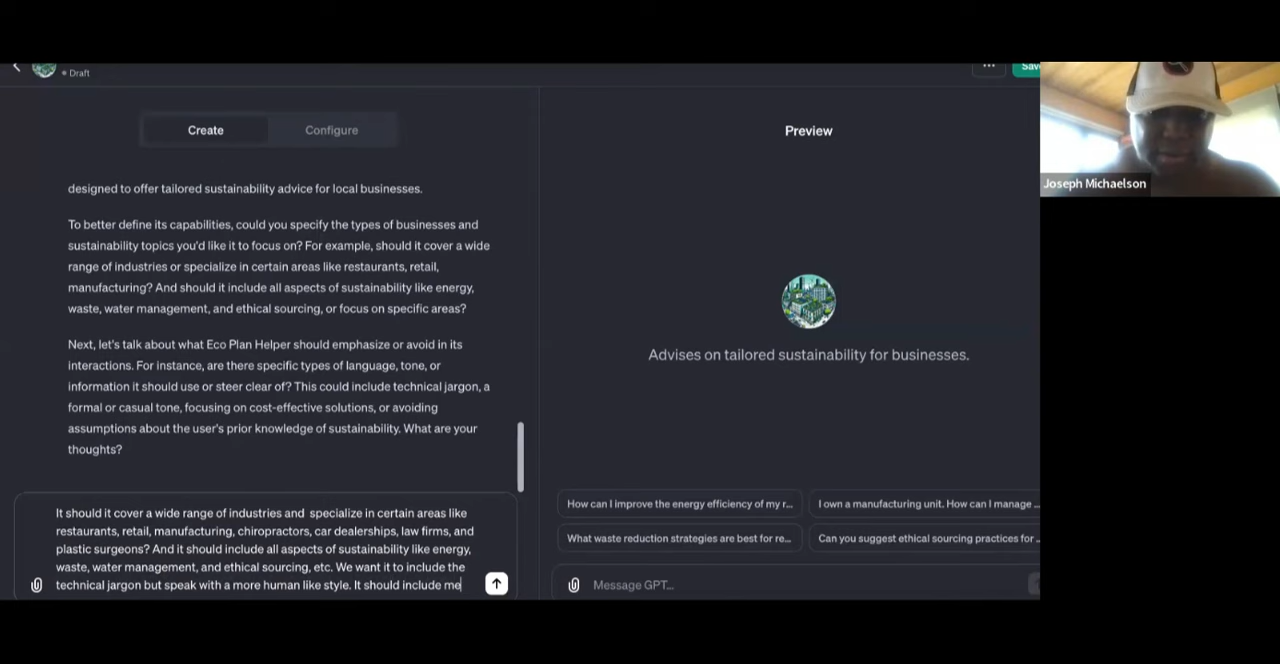 Draft
...
Save
Create
Configure
Preview
Joseph Michaelson
designed to offer tailored sustainability advice for local businesses.
To better define its capabilities, could you specify the types of businesses and
sustainability topics you'd like it to focus on? For example, should it cover a wide
range of industries or specialize in certain areas like restaurants, retail,
manufacturing? And should it include all aspects of sustainability like energy,
waste, water management, and ethical sourcing, or focus on specific areas?
Next, let's talk about what Eco Plan Helper should emphasize or avoid in its
interactions. For instance, are there specific types of language, tone, or
information it should use or steer clear of? This could include technical jargon, a
formal or casual tone, focusing on cost-effective solutions, or avoiding
assumptions about the user's prior knowledge of sustainability. What are your
thoughts?
It should it cover a wide range of industries and specialize in certain areas like
restaurants, retail, manufacturing, chiropractors, car dealerships, law firms, and
plastic surgeons? And it should include all aspects of sustainability like energy,
waste, water management, and ethical sourcing, etc. We want it to include the
technical jargon but speak with a more human like style. It should include me
Advises on tailored sustainability for businesses.
How can I improve the energy efficiency of my r...
I own a manufacturing unit. How can I manage ...
What waste reduction strategies are best for re...
Can you suggest ethical sourcing practices for ...
Message GPT...